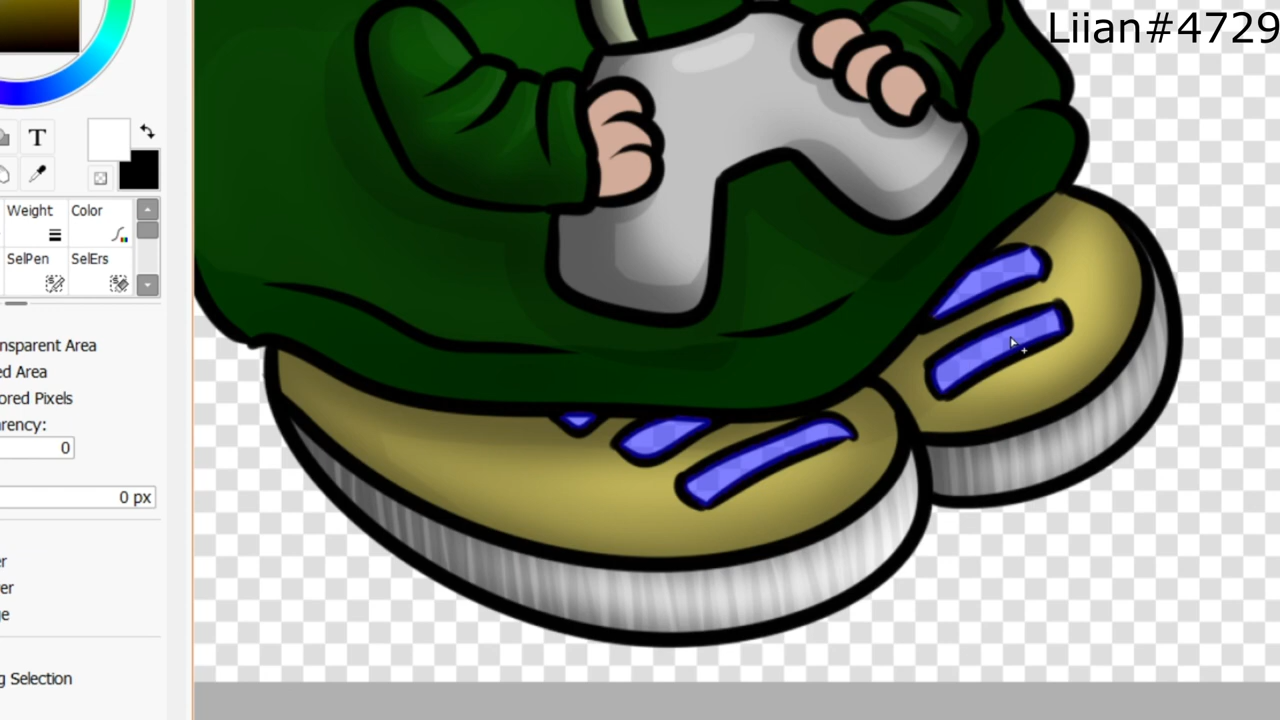 Liian#4729
T
Weight
Color
SelPen
SelErs
nsparent Area
ed Area
ored Pixels
rency:
0
0 px
er
er
e
g Selection